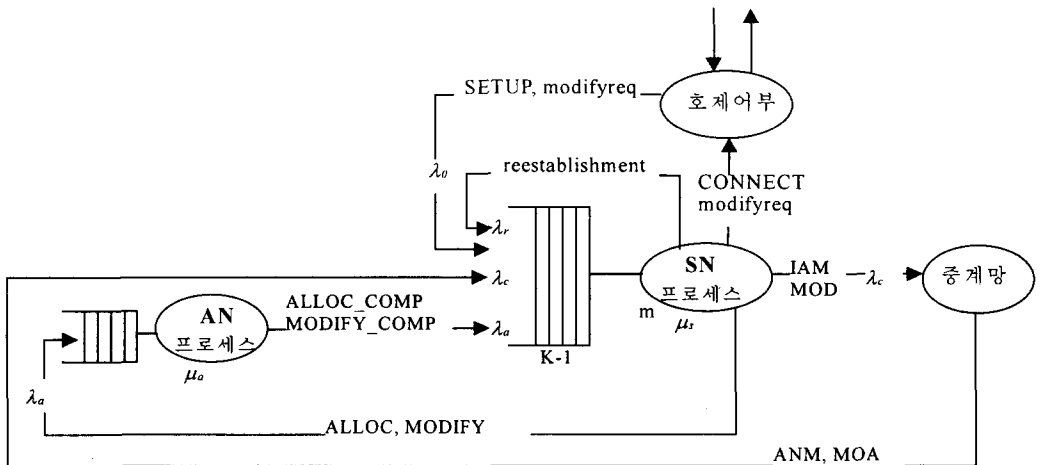 호제어부
SETUP, modifyreq
λ₀
reestablishment
CONNECT
modifyreq
λr
λc
SN
프로세스
m
μs
IAM
MOD
λc
중계망
AN
프로세스
μa
ALLOC_COMP
MODIFY_COMP
λa
K-1
λa
ALLOC, MODIFY
ANM, MOA